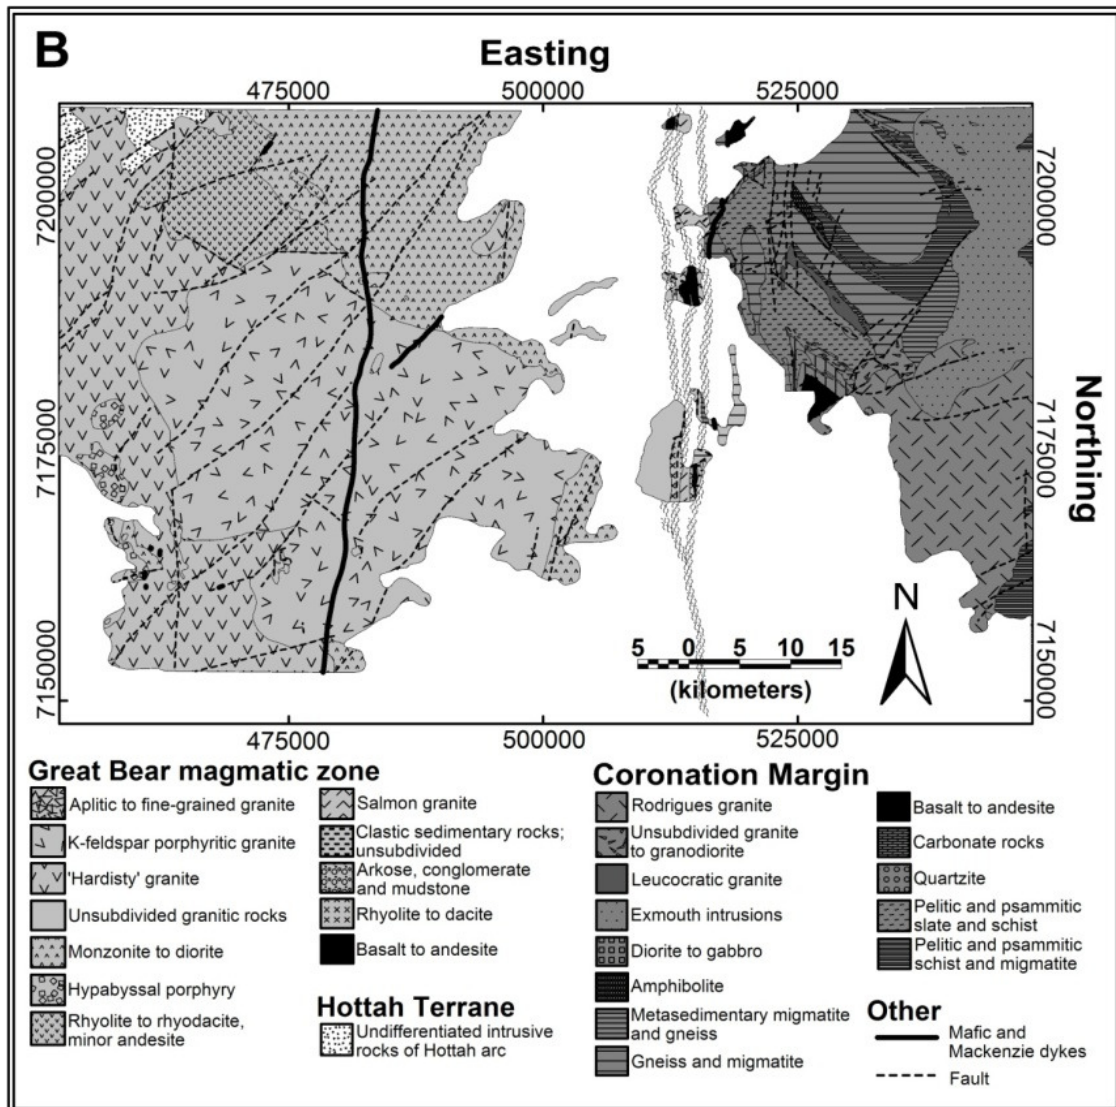 B
Easting
475000 500000 525000
7200000
7200000
7175000
7175000
Northing
7150000
7150000
N
5 0 5 10 15
(kilometers)
475000 500000 525000
Great Bear magmatic zone
Aplitic to fine-grained granite
K-feldspar porphyritic granite
'Hardisty' granite
Unsubdivided granitic rocks
Monzonite to diorite
Hypabyssal porphyry
Rhyolite to rhyodacite,
minor andesite
Salmon granite
Clastic sedimentary rocks;
unsubdivided
Arkose, conglomerate
and mudstone
Rhyolite to dacite
Basalt to andesite
Hottah Terrane
Undifferentiated intrusive
rocks of Hottah arc
Coronation Margin
Rodrigues granite
Unsubdivided granite
to granodiorite
Leucocratic granite
Exmouth intrusions
Diorite to gabbro
Amphibolite
Metasedimentary migmatite
and gneiss
Gneiss and migmatite
Basalt to andesite
Carbonate rocks
Quartzite
Pelitic and psammitic
slate and schist
Pelitic and psammitic
schist and migmatite
Other
Mafic and
Mackenzie dykes
Fault